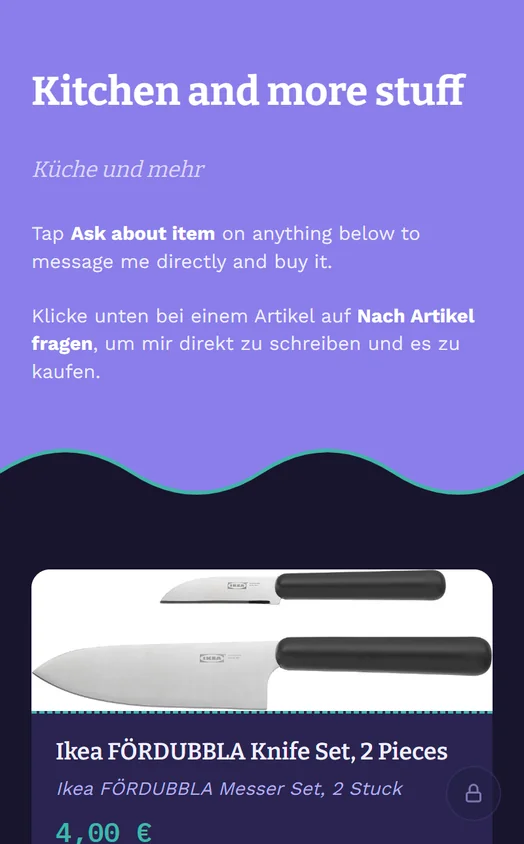 Kitchen and more stuff
Küche und mehr
Tap Ask about item on anything below to
message me directly and buy it.
Klicke unten bei einem Artikel auf Nach Artikel
fragen, um mir direkt zu schreiben und es zu
kaufen.
IKEA
IKEA
Ikea FÖRDUBBLA Knife Set, 2 Pieces
Ikea FÖRDUBBLA Messer Set, 2 Stuck
4,00 €